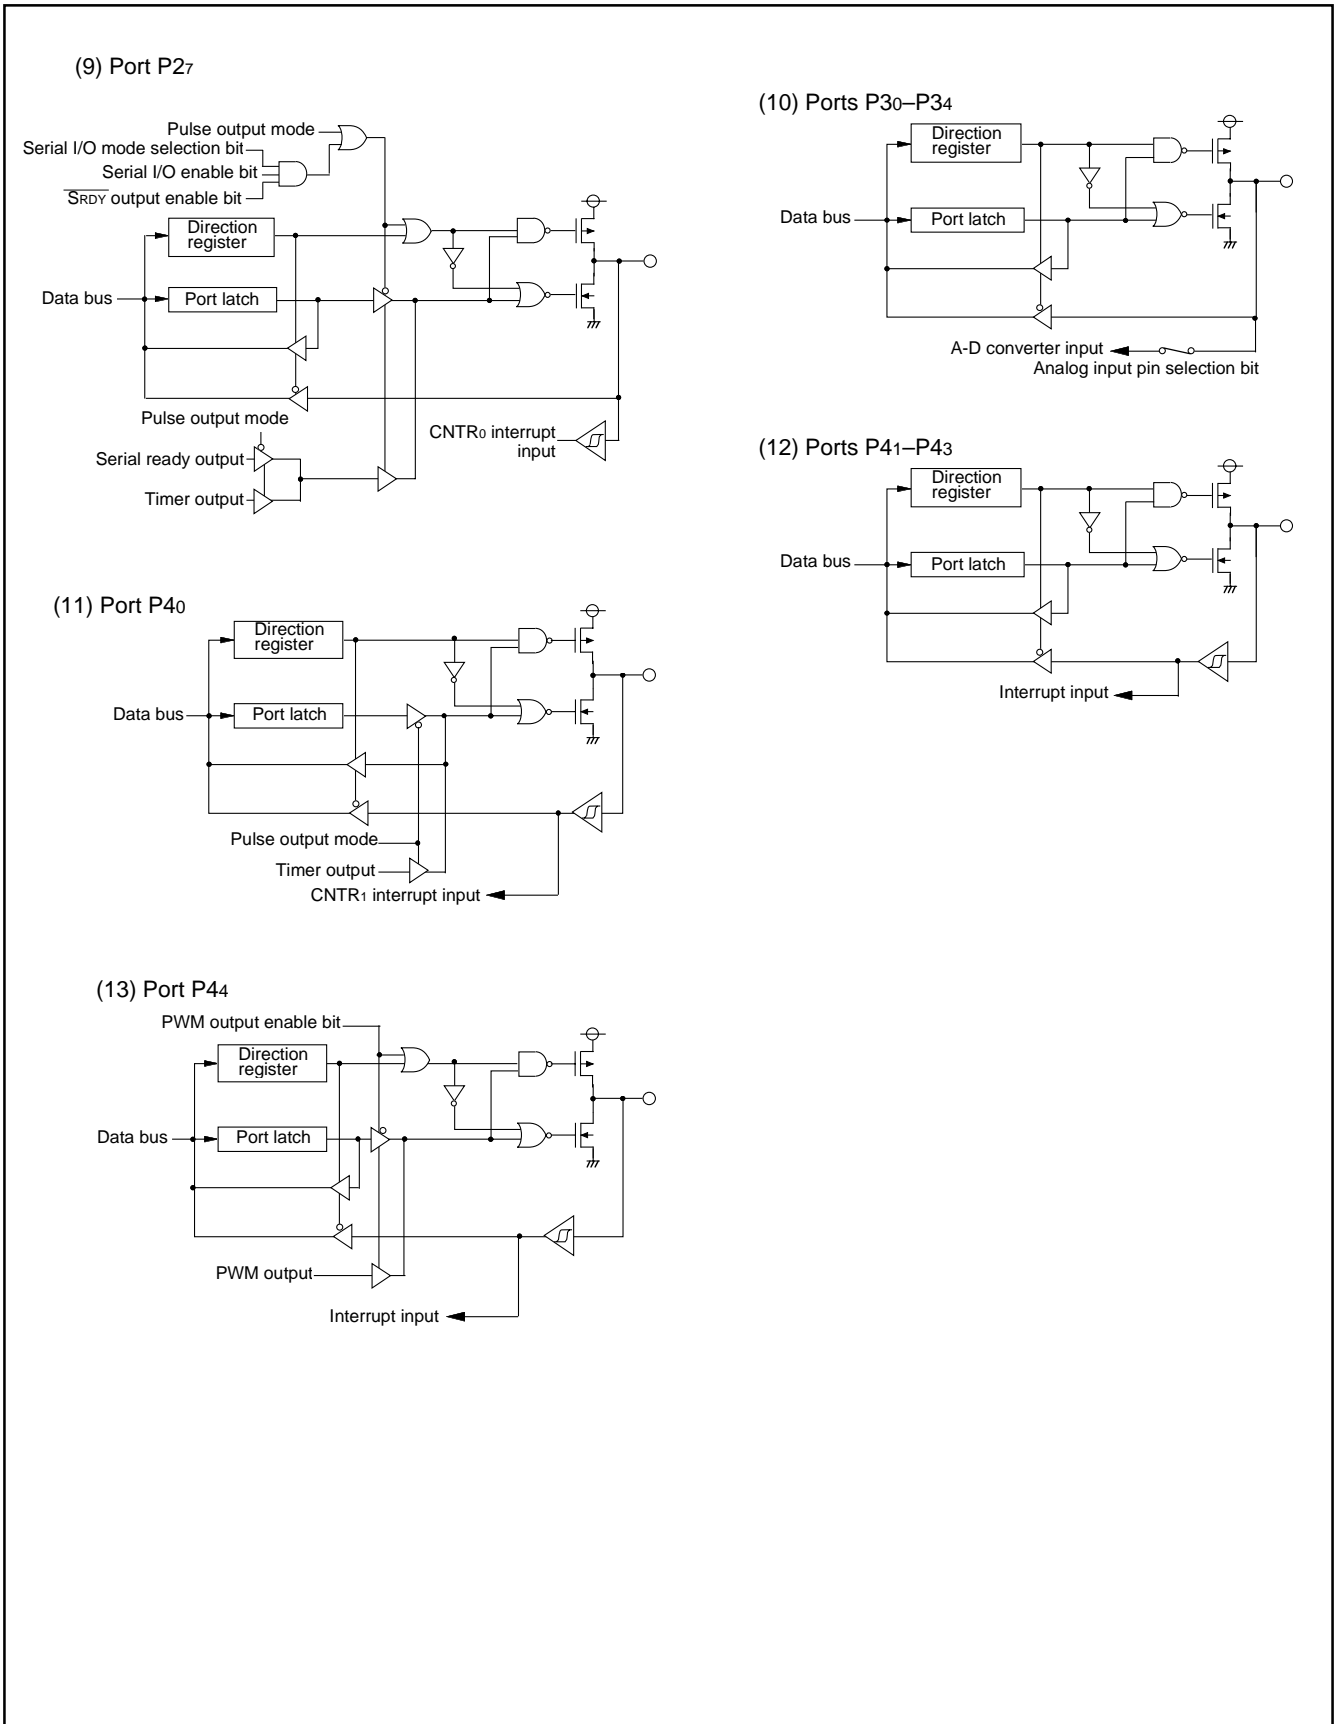 (9) Port P27
Pulse output mode
Serial I/O mode selection bit
Serial I/O enable bit
SRDY output enable bit
Direction
register
Data bus
Port latch
Pulse output mode
Serial ready output
Timer output
CNTR0 interrupt
input
(10) Ports P30–P34
Direction
register
Data bus
Port latch
A-D converter input
Analog input pin selection bit
(11) Port P40
Direction
register
Data bus
Port latch
Pulse output mode
Timer output
CNTR1 interrupt input
(12) Ports P41–P43
Direction
register
Data bus
Port latch
Interrupt input
(13) Port P44
PWM output enable bit
Direction
register
Data bus
Port latch
PWM output
Interrupt input